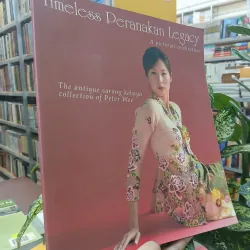 Timeless Peranakan Legacy
The antique sarong kebaya
collection of Peter Wee